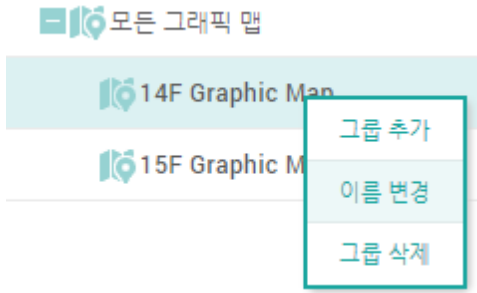 모든 그래픽 맵
14F Graphic Map
그룹 추가
15F Graphic M
이름 변경
그룹 삭제